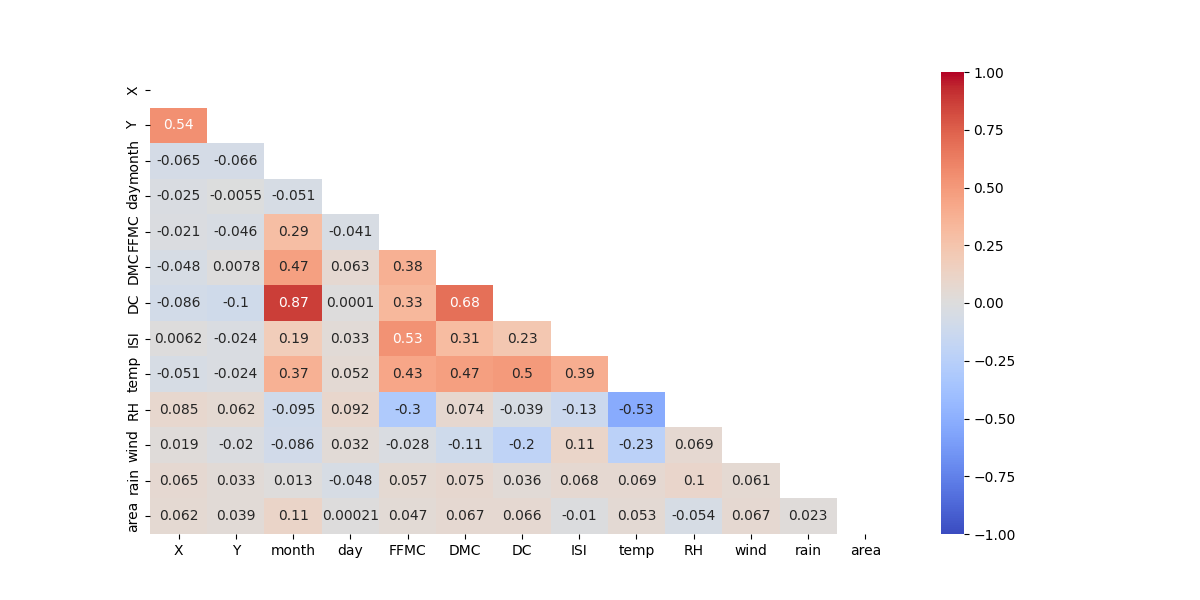 X
Y 0.54
month -0.065 -0.066
day -0.025 -0.0055 -0.051
FFMC -0.021 -0.046 0.29 -0.041
DMC -0.048 0.0078 0.47 0.063 0.38
DC -0.086 -0.1 0.87 0.0001 0.33 0.68
ISI 0.0062 -0.024 0.19 0.033 0.53 0.31 0.23
temp -0.051 -0.024 0.37 0.052 0.43 0.47 0.5 0.39
RH 0.085 0.062 -0.095 0.092 -0.3 0.074 -0.039 -0.13 -0.53
wind 0.019 -0.02 -0.086 0.032 -0.028 -0.11 -0.2 0.11 -0.23 0.069
rain 0.065 0.033 0.013 -0.048 0.057 0.075 0.036 0.068 0.069 0.1 0.061
area 0.062 0.039 0.11 0.00021 0.047 0.067 0.066 -0.01 0.053 -0.054 0.067 0.023
X Y month day FFMC DMC DC ISI temp RH wind rain area
1.00
0.75
0.50
0.25
0.00
−0.25
−0.50
−0.75
−1.00